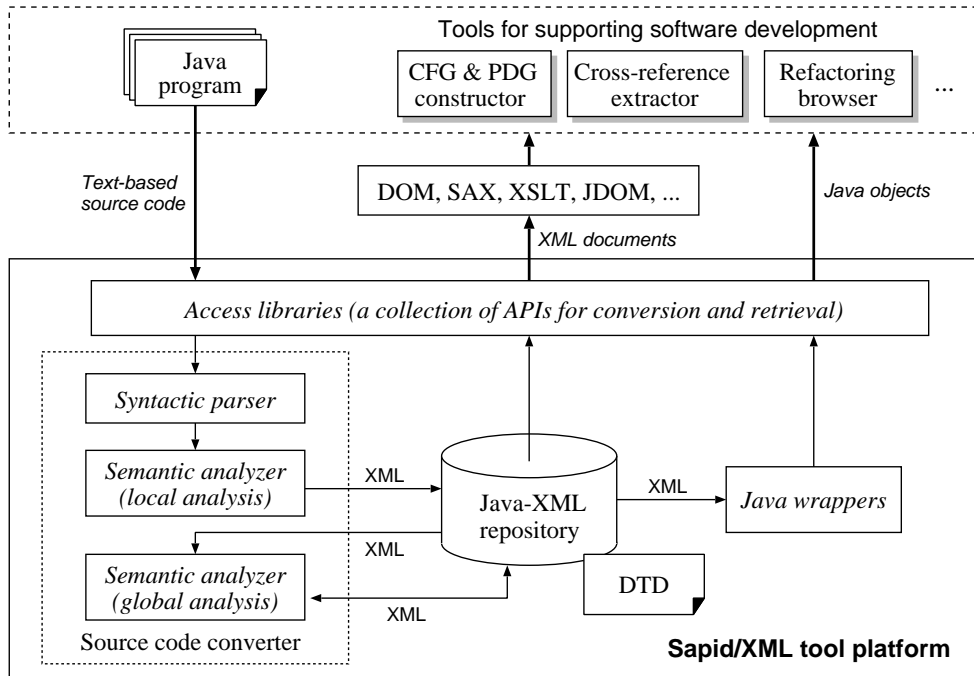 Tools for supporting software development
Java
program
CFG & PDG
constructor
Cross-reference
extractor
Refactoring
browser
...
Text-based
source code
DOM, SAX, XSLT, JDOM, ...
Java objects
XML documents
Access libraries (a collection of APIs for conversion and retrieval)
Syntactic parser
Semantic analyzer
(local analysis)
XML
Java-XML
repository
XML
Java wrappers
XML
Semantic analyzer
(global analysis)
XML
DTD
Source code converter
Sapid/XML tool platform